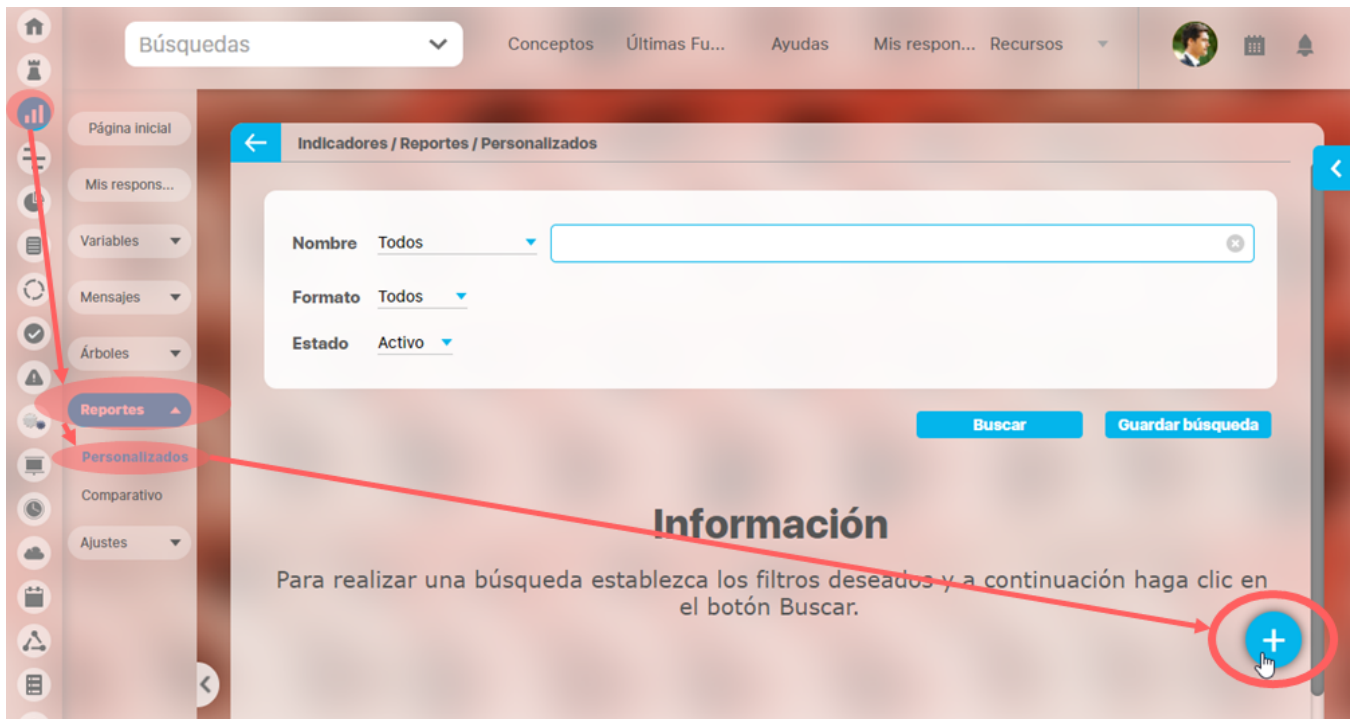 Búsquedas
Conceptos
Últimas Fu...
Ayudas
Mis respon...
Recursos
Página inicial
Mis respons...
Variables
Mensajes
Árboles
Reportes
Personalizados
Comparativo
Ajustes
Indicadores / Reportes / Personalizados
Nombre Todos
Formato Todos
Estado Activo
Buscar
Guardar búsqueda
Información
Para realizar una búsqueda establezca los filtros deseados y a continuación haga clic en
el botón Buscar.